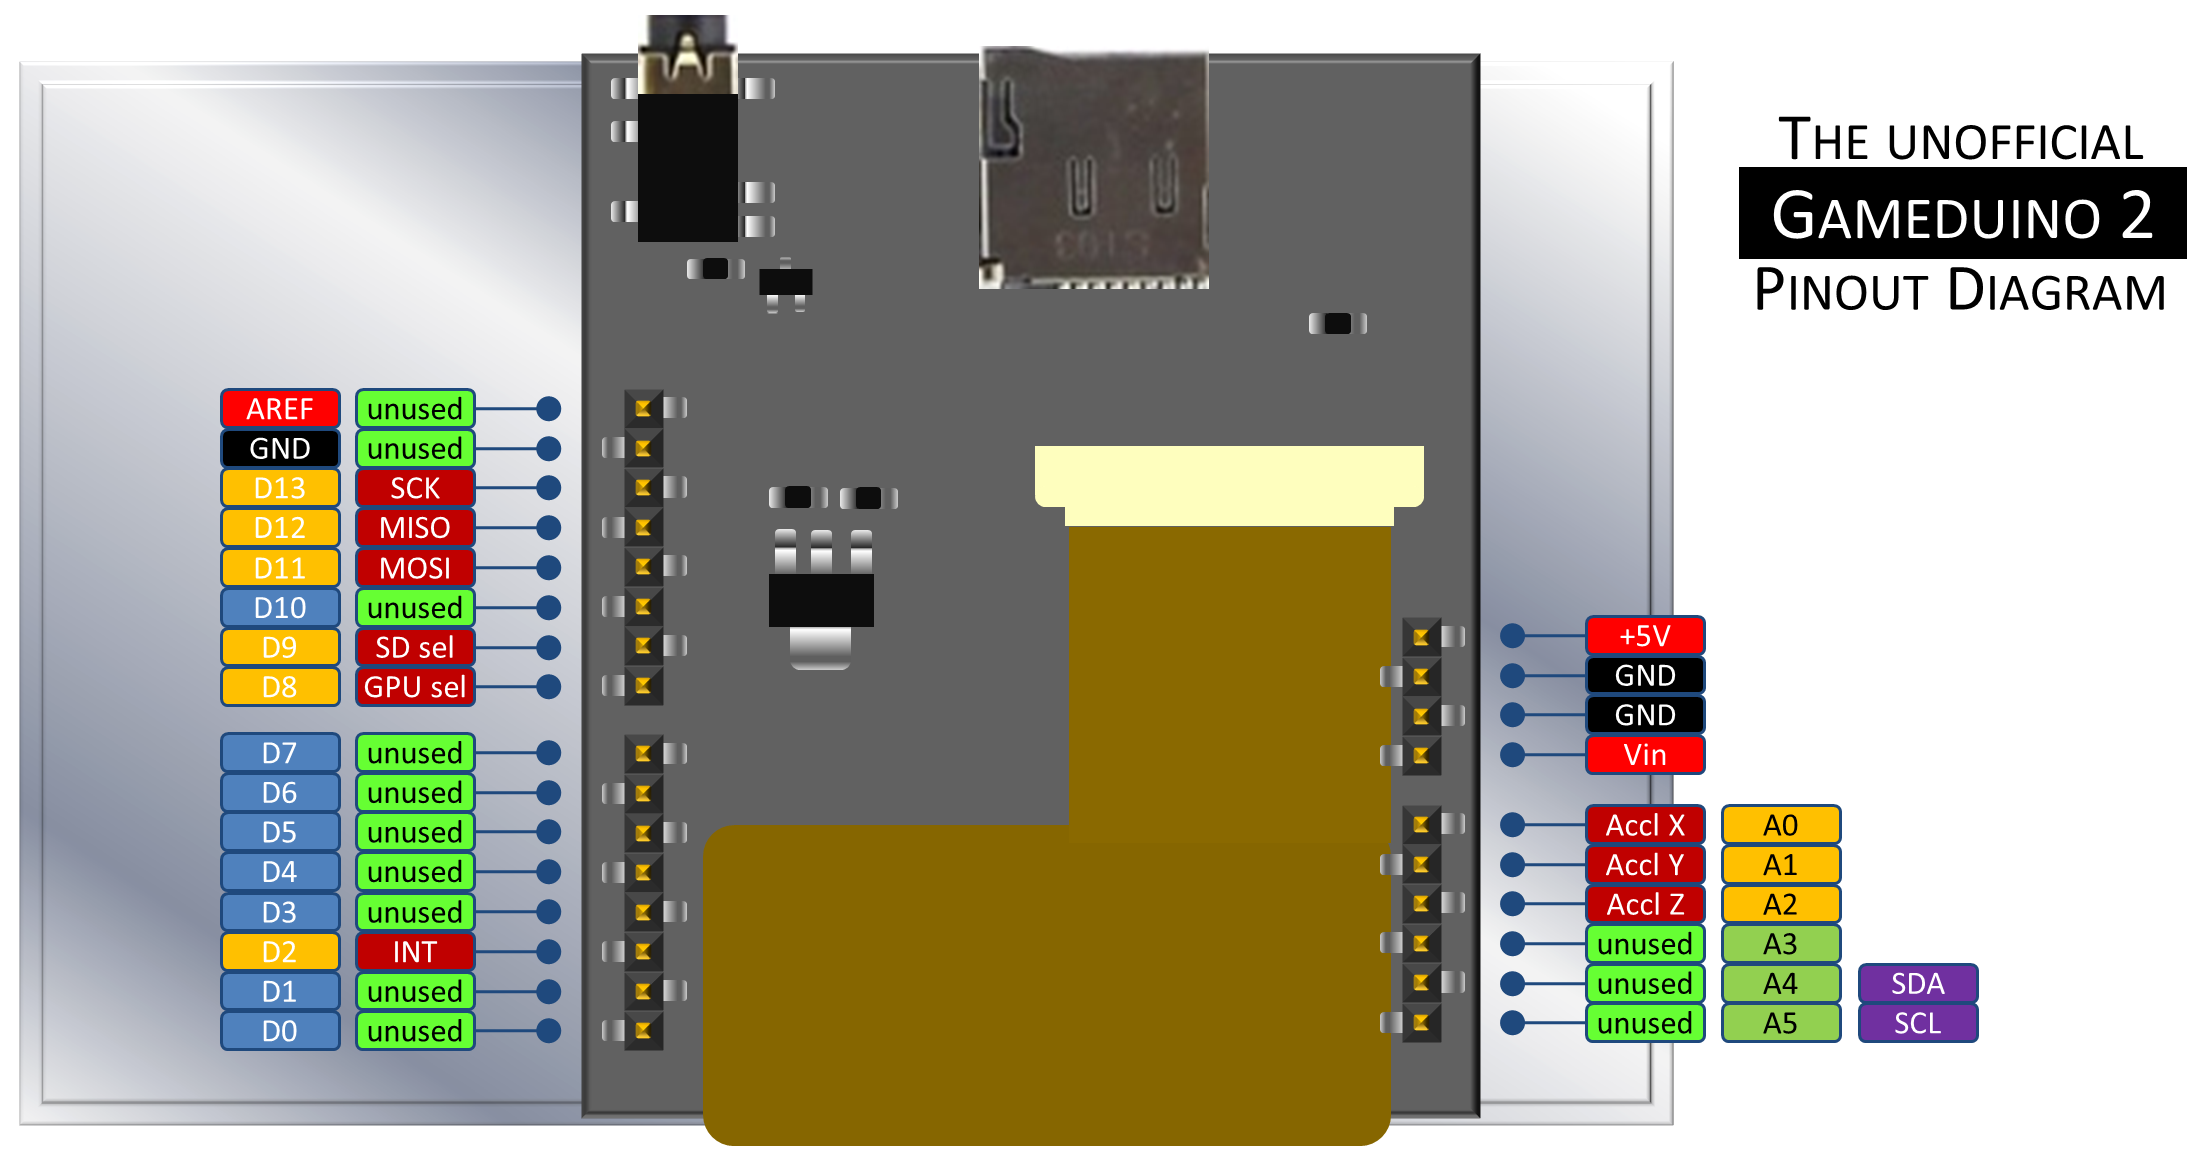 THE UNOFFICIAL
GAMEDUINO 2
PINOUT DIAGRAM
AREF unused
GND unused
D13 SCK
D12 MISO
D11 MOSI
D10 unused
D9 SD sel
D8 GPU sel
D7 unused
D6 unused
D5 unused
D4 unused
D3 unused
D2 INT
D1 unused
D0 unused
+5V
GND
GND
Vin
Accl X A0
Accl Y A1
Accl Z A2
unused A3
unused A4 SDA
unused A5 SCL